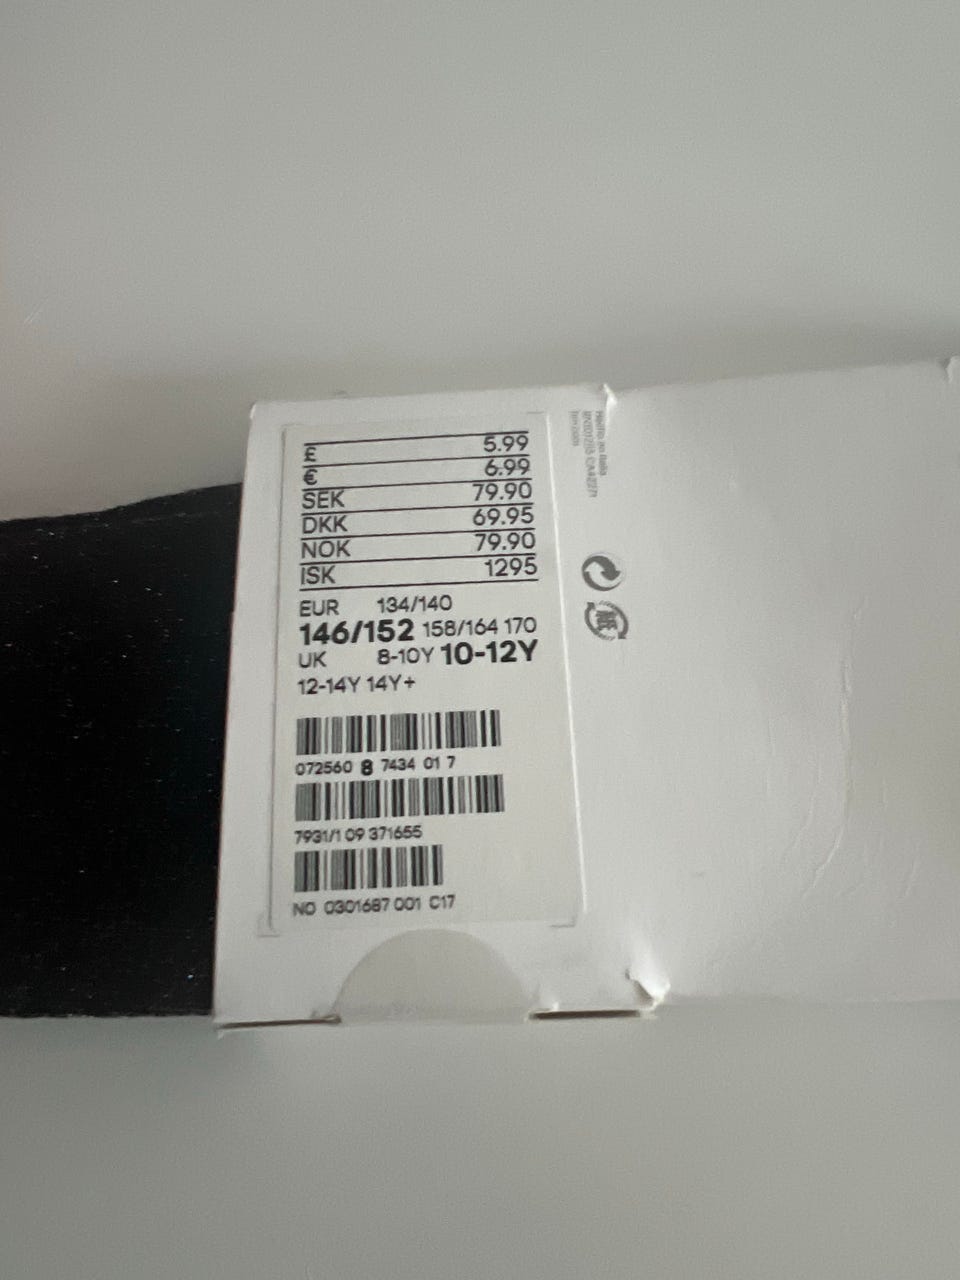 £ 5.99
€ 6.99
SEK 79.90
DKK 69.95
NOK 79.90
ISK 1295
EUR 134/140
146/152 158/164 170
UK 8-10Y 10-12Y
12-14Y 14Y+
072560 8 7434 01 7
7931/1 09 371655
NO 0301687 001 C17